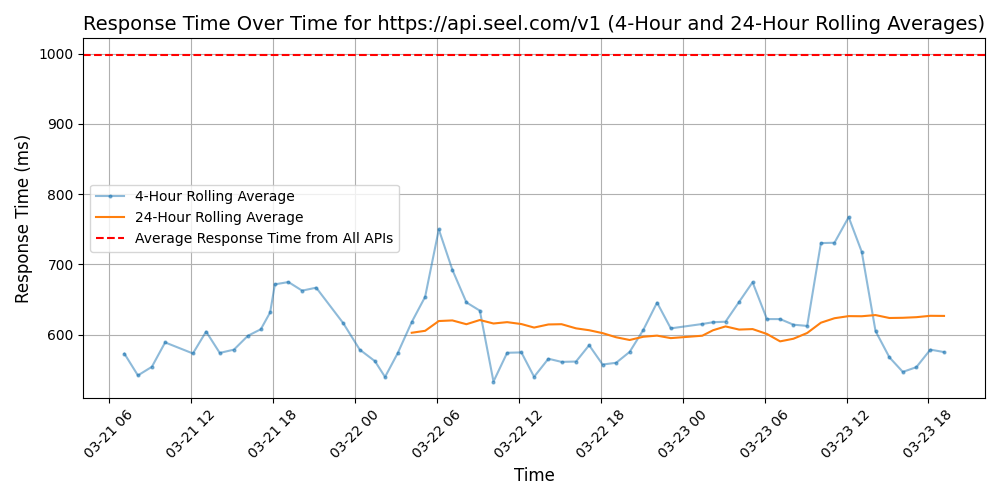 Response Time Over Time for https://api.seel.com/v1 (4-Hour and 24-Hour Rolling Averages)
Response Time (ms)
1000
900
800
700
600
4-Hour Rolling Average
24-Hour Rolling Average
Average Response Time from All APIs
03-21 06
03-21 12
03-21 18
03-22 00
03-22 06
03-22 12
03-22 18
03-23 00
03-23 06
03-23 12
03-23 18
Time